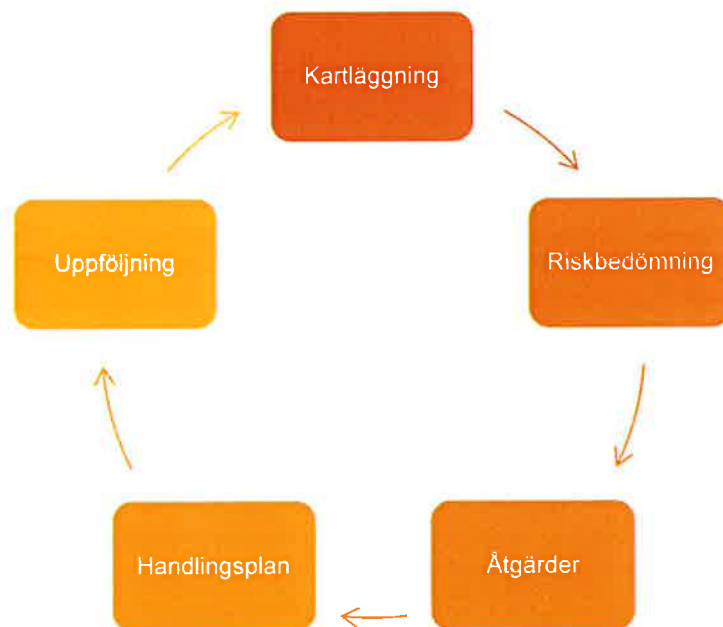 Kartläggning
Riskbedömning
Åtgärder
Handlingsplan
Uppföljning